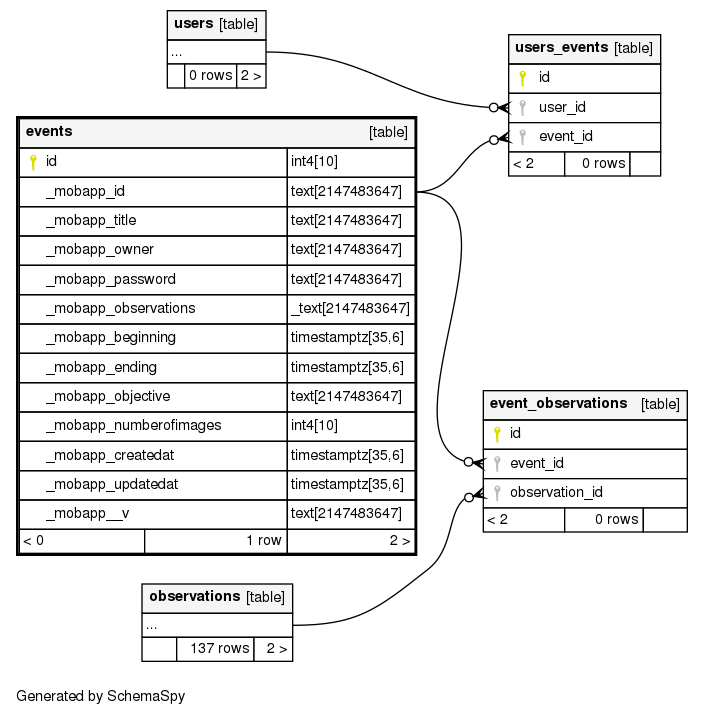 users [table]
...
0 rows 2 >
users_events [table]
id
user_id
event_id
< 2 0 rows
events [table]
id int4[10]
_mobapp_id text[2147483647]
_mobapp_title text[2147483647]
_mobapp_owner text[2147483647]
_mobapp_password text[2147483647]
_mobapp_observations _text[2147483647]
_mobapp_beginning timestamptz[35,6]
_mobapp_ending timestamptz[35,6]
_mobapp_objective text[2147483647]
_mobapp_numberofimages int4[10]
_mobapp_createdat timestamptz[35,6]
_mobapp_updatedat timestamptz[35,6]
_mobapp__v text[2147483647]
< 0 1 row 2 >
event_observations [table]
id
event_id
observation_id
< 2 0 rows
observations [table]
...
137 rows 2 >
Generated by SchemaSpy